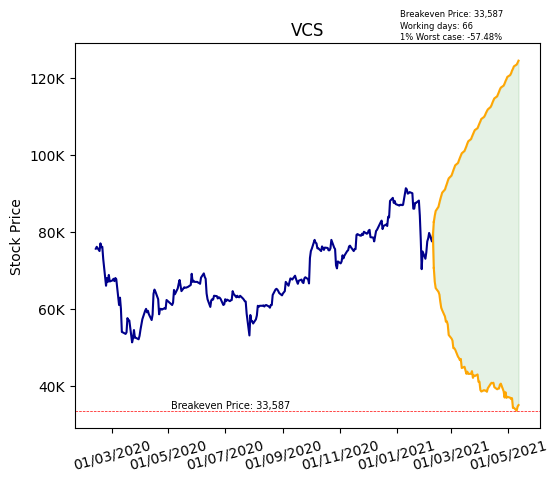 Breakeven Price: 33,587
Working days: 66
1% Worst case: -57.48%
VCS
Stock Price
120K
100K
80K
60K
40K
Breakeven Price: 33,587
01/03/2020
01/05/2020
01/07/2020
01/09/2020
01/11/2020
01/01/2021
01/03/2021
01/05/2021